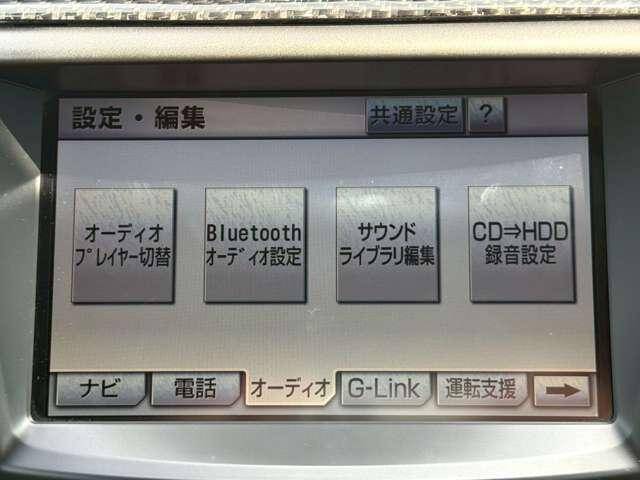 設定・編集
共通設定
?
オーディオ
プレイヤー切替
Bluetooth
オーディオ設定
サウンド
ライブラリ編集
CD⇒HDD
録音設定
ナビ
電話
オーディオ
G-Link
運転支援